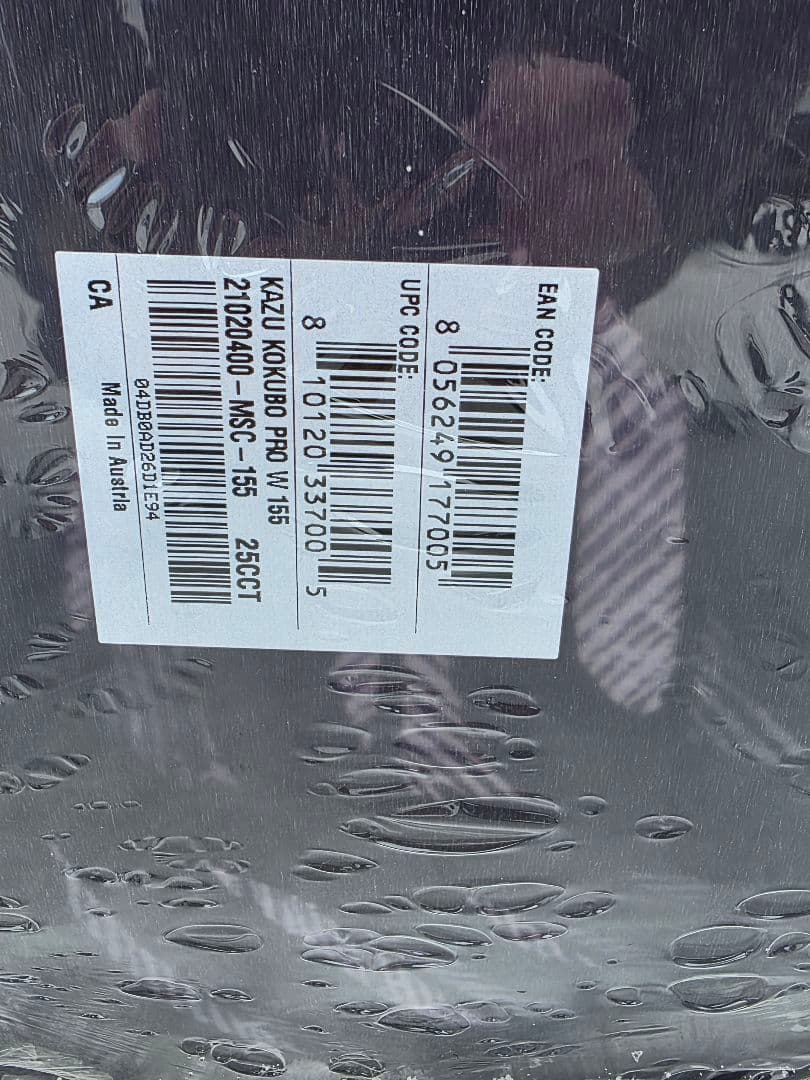 EAN CODE:
8 056249 177005
UPC CODE:
8 10120 33700 5
KAZU KOKUBO PRO W 155
21020400 - MSC - 155 25CCT
04DB0AD26D1E94
CA Made In Austria